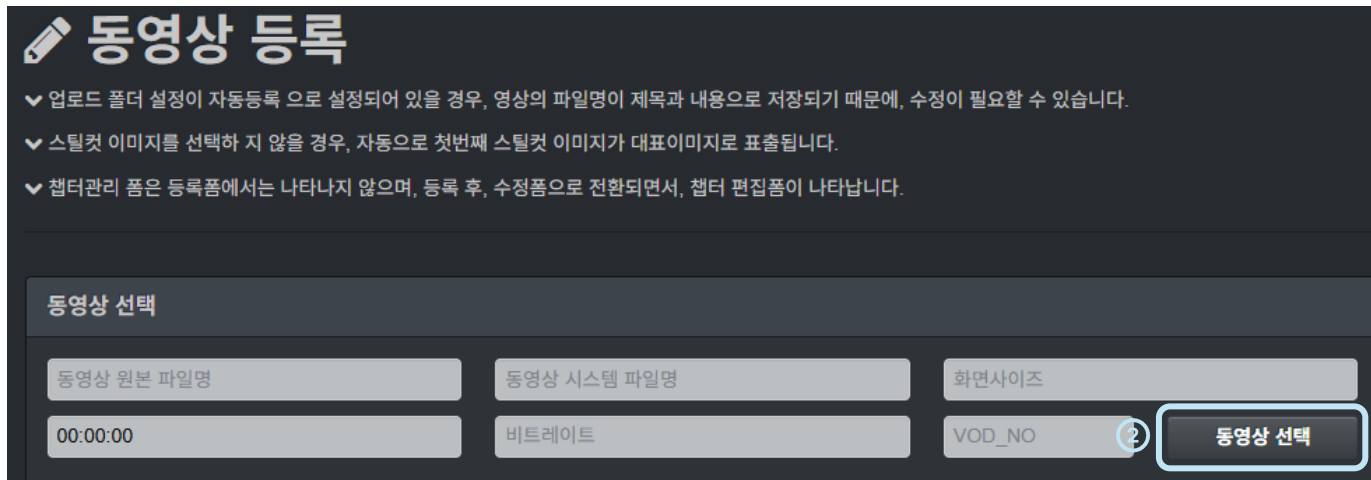 동영상 등록
업로드 폴더 설정이 자동등록 으로 설정되어 있을 경우, 영상의 파일명이 제목과 내용으로 저장되기 때문에, 수정이 필요할 수 있습니다.
스틸컷 이미지를 선택하 지 않을 경우, 자동으로 첫번째 스틸컷 이미지가 대표이미지로 표출됩니다.
챕터관리 폼은 등록폼에서는 나타나지 않으며, 등록 후, 수정폼으로 전환되면서, 챕터 편집폼이 나타납니다.
동영상 선택
동영상 원본 파일명 동영상 시스템 파일명 화면사이즈
00:00:00 비트레이트 VOD_NO ② 동영상 선택